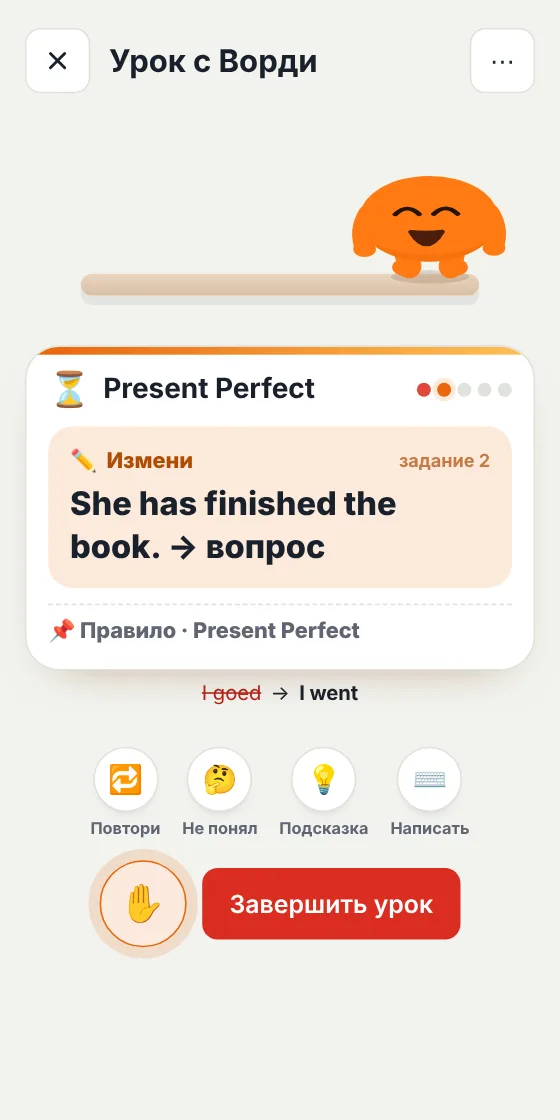 Урок с Ворди
...
Present Perfect
Измени
задание 2
She has finished the
book. → вопрос
Правило · Present Perfect
I goed → I went
Повтори
Не понял
Подсказка
Написать
Завершить урок